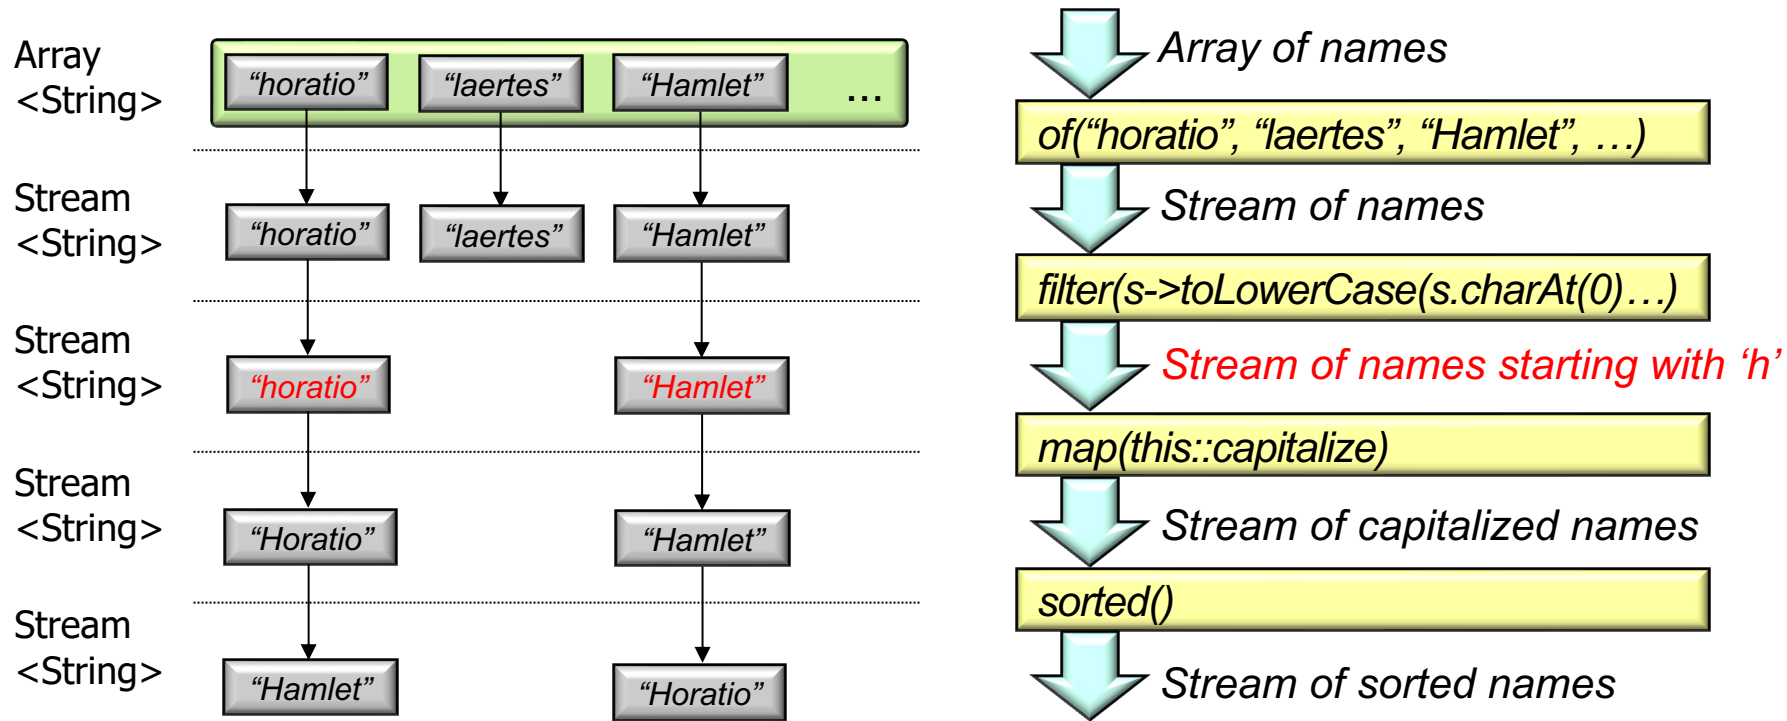 Array
<String>
“horatio”
“laertes”
“Hamlet”
...
Stream
<String>
“horatio”
“laertes”
“Hamlet”
Stream
<String>
“horatio”
“Hamlet”
Stream
<String>
“Horatio”
“Hamlet”
Stream
<String>
“Hamlet”
“Horatio”
Array of names
of(“horatio”, “laertes”, “Hamlet”, …)
Stream of names
filter(s->toLowerCase(s.charAt(0)…)
Stream of names starting with ‘h’
map(this::capitalize)
Stream of capitalized names
sorted()
Stream of sorted names